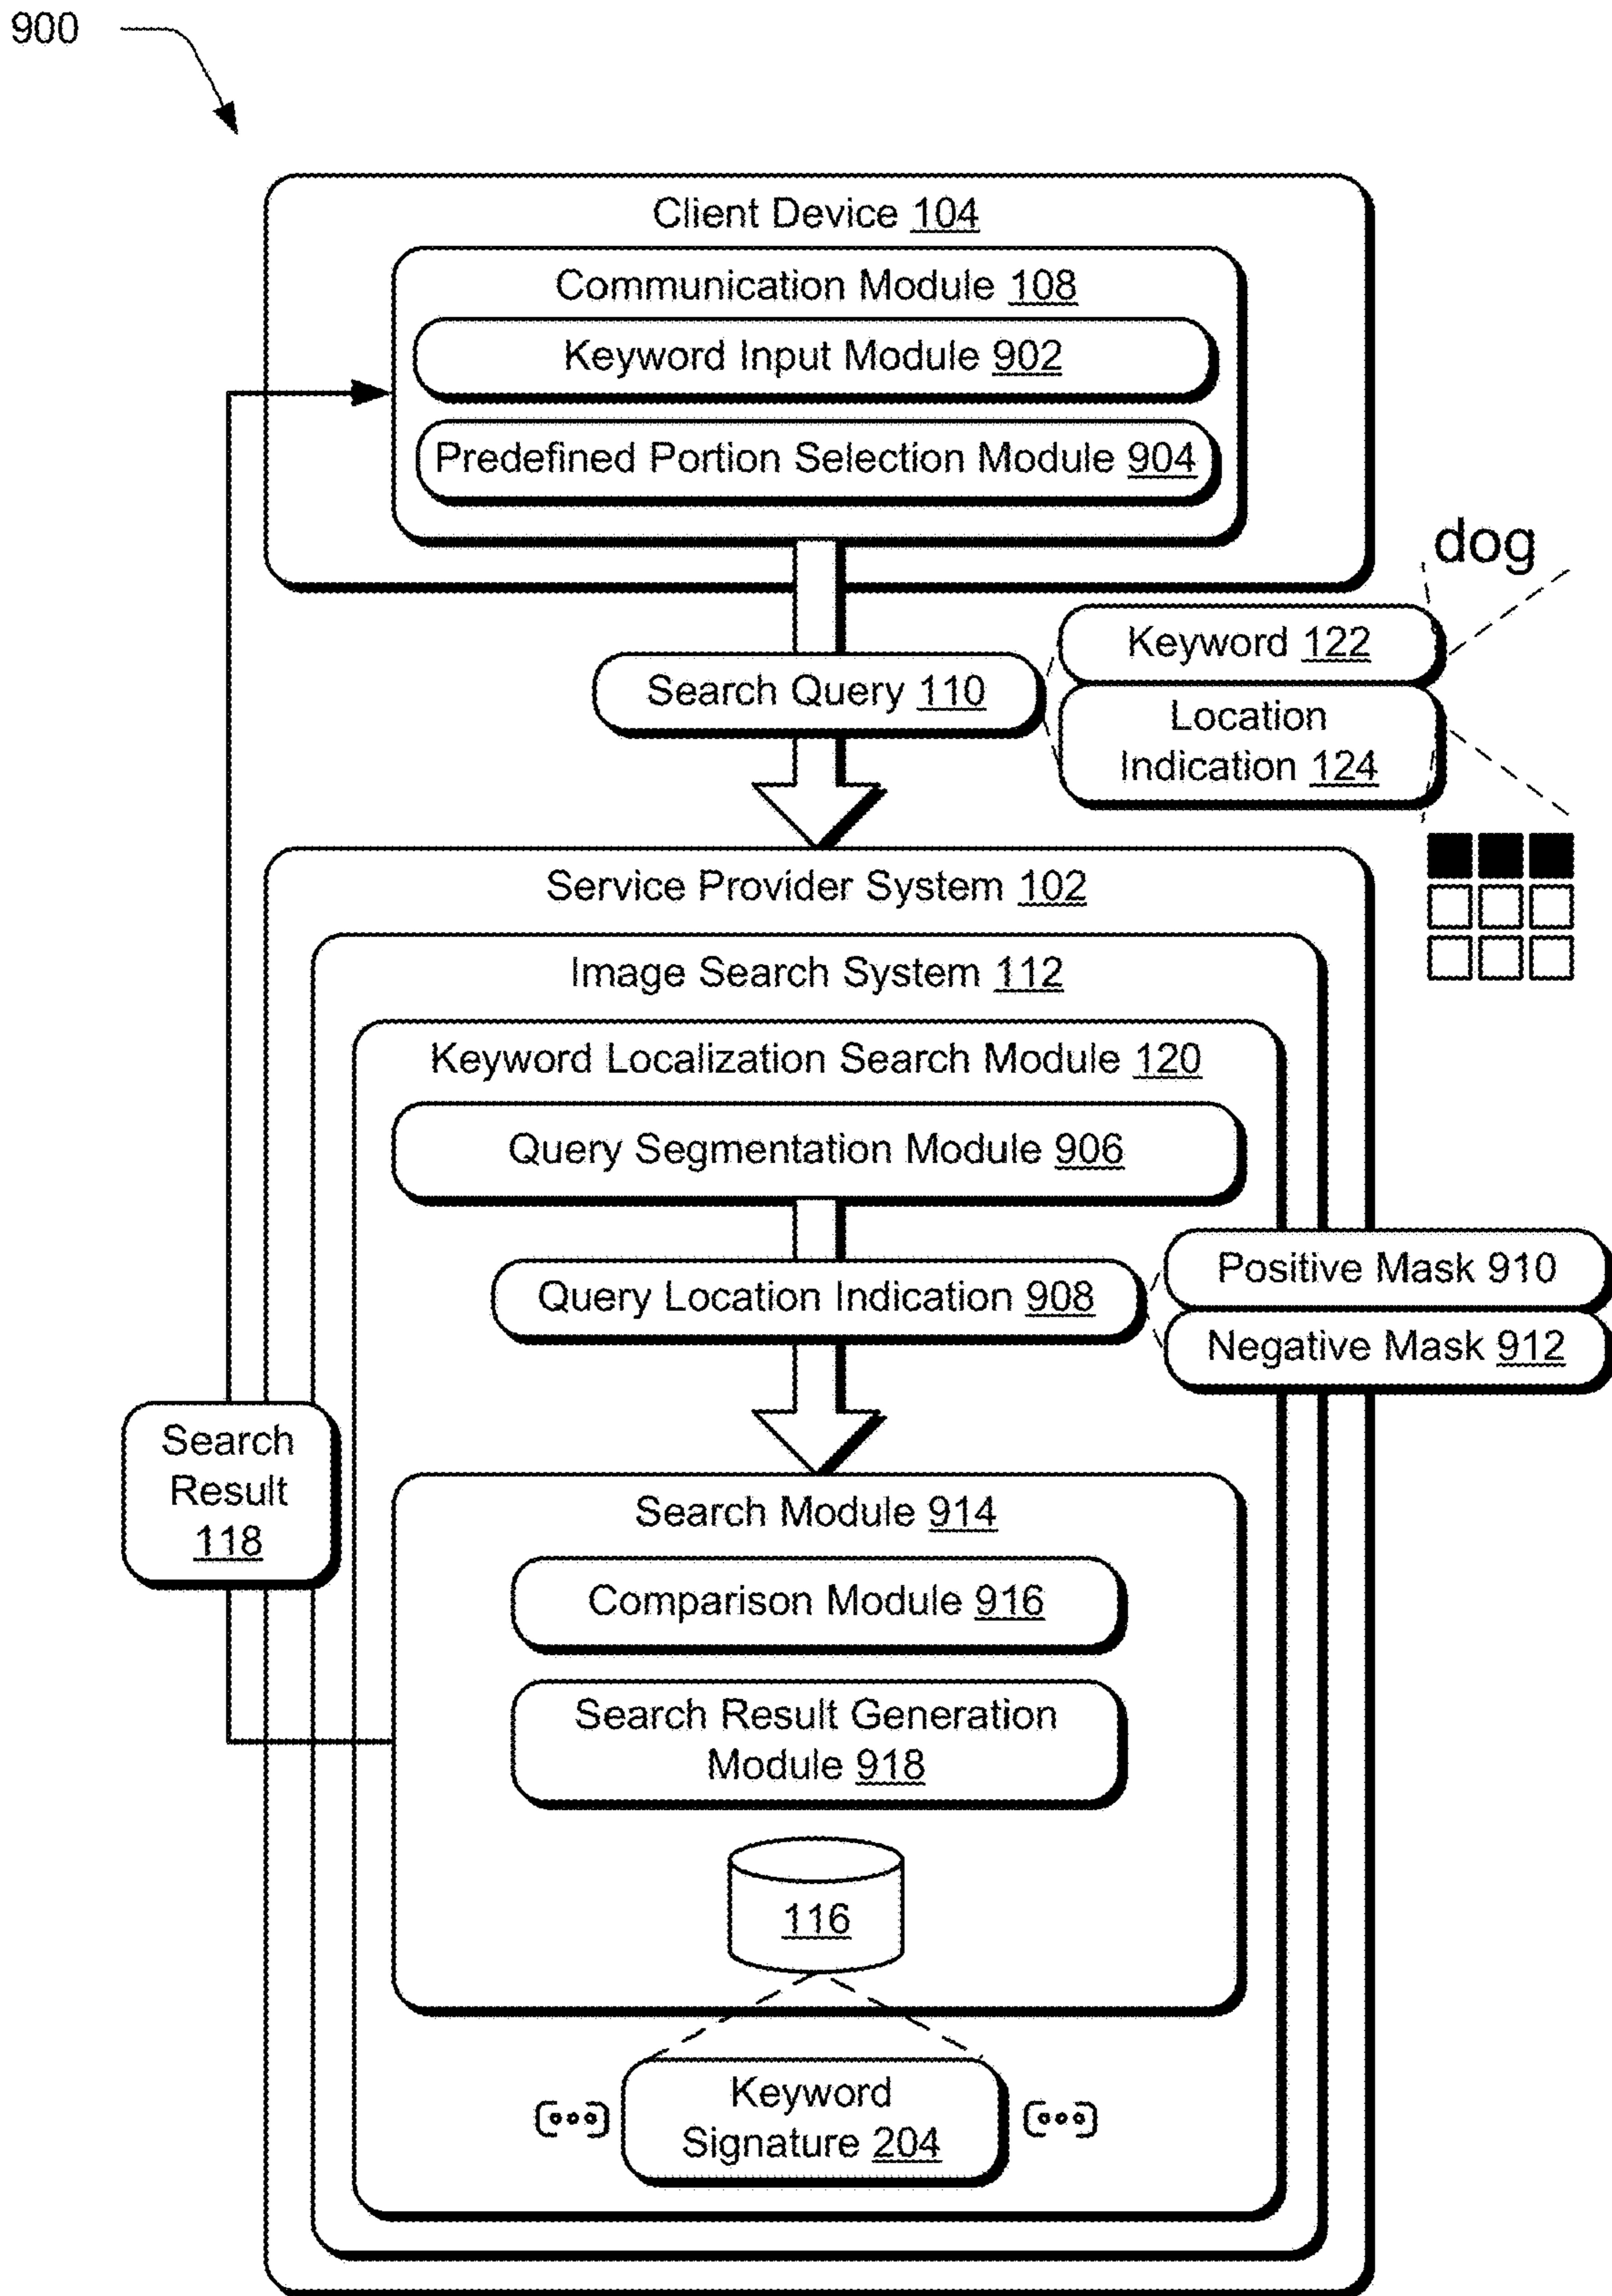 900
Client Device 104
Communication Module 108
Keyword Input Module 902
Predefined Portion Selection Module 904
dog
Keyword 122
Search Query 110
Location
Indication 124
Service Provider System 102
Image Search System 112
Keyword Localization Search Module 120
Query Segmentation Module 906
Positive Mask 910
Query Location Indication 908
Negative Mask 912
Search
Result
118
Search Module 914
Comparison Module 916
Search Result Generation
Module 918
116
Keyword
Signature 204